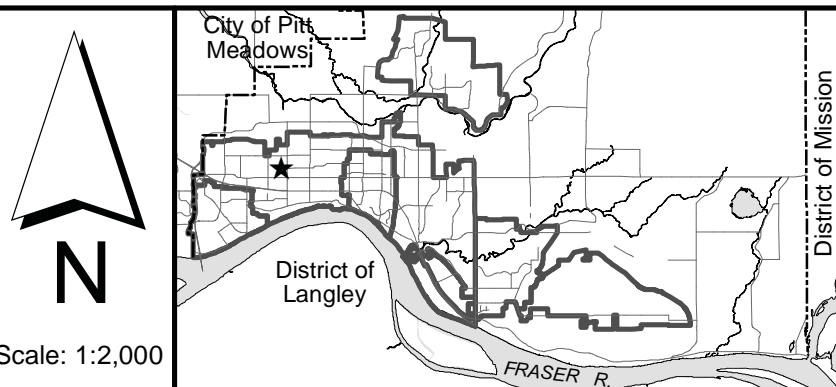 City of Pitt
Meadows
District of Mission
District of
Langley
N
Scale: 1:2,000
FRASER R.